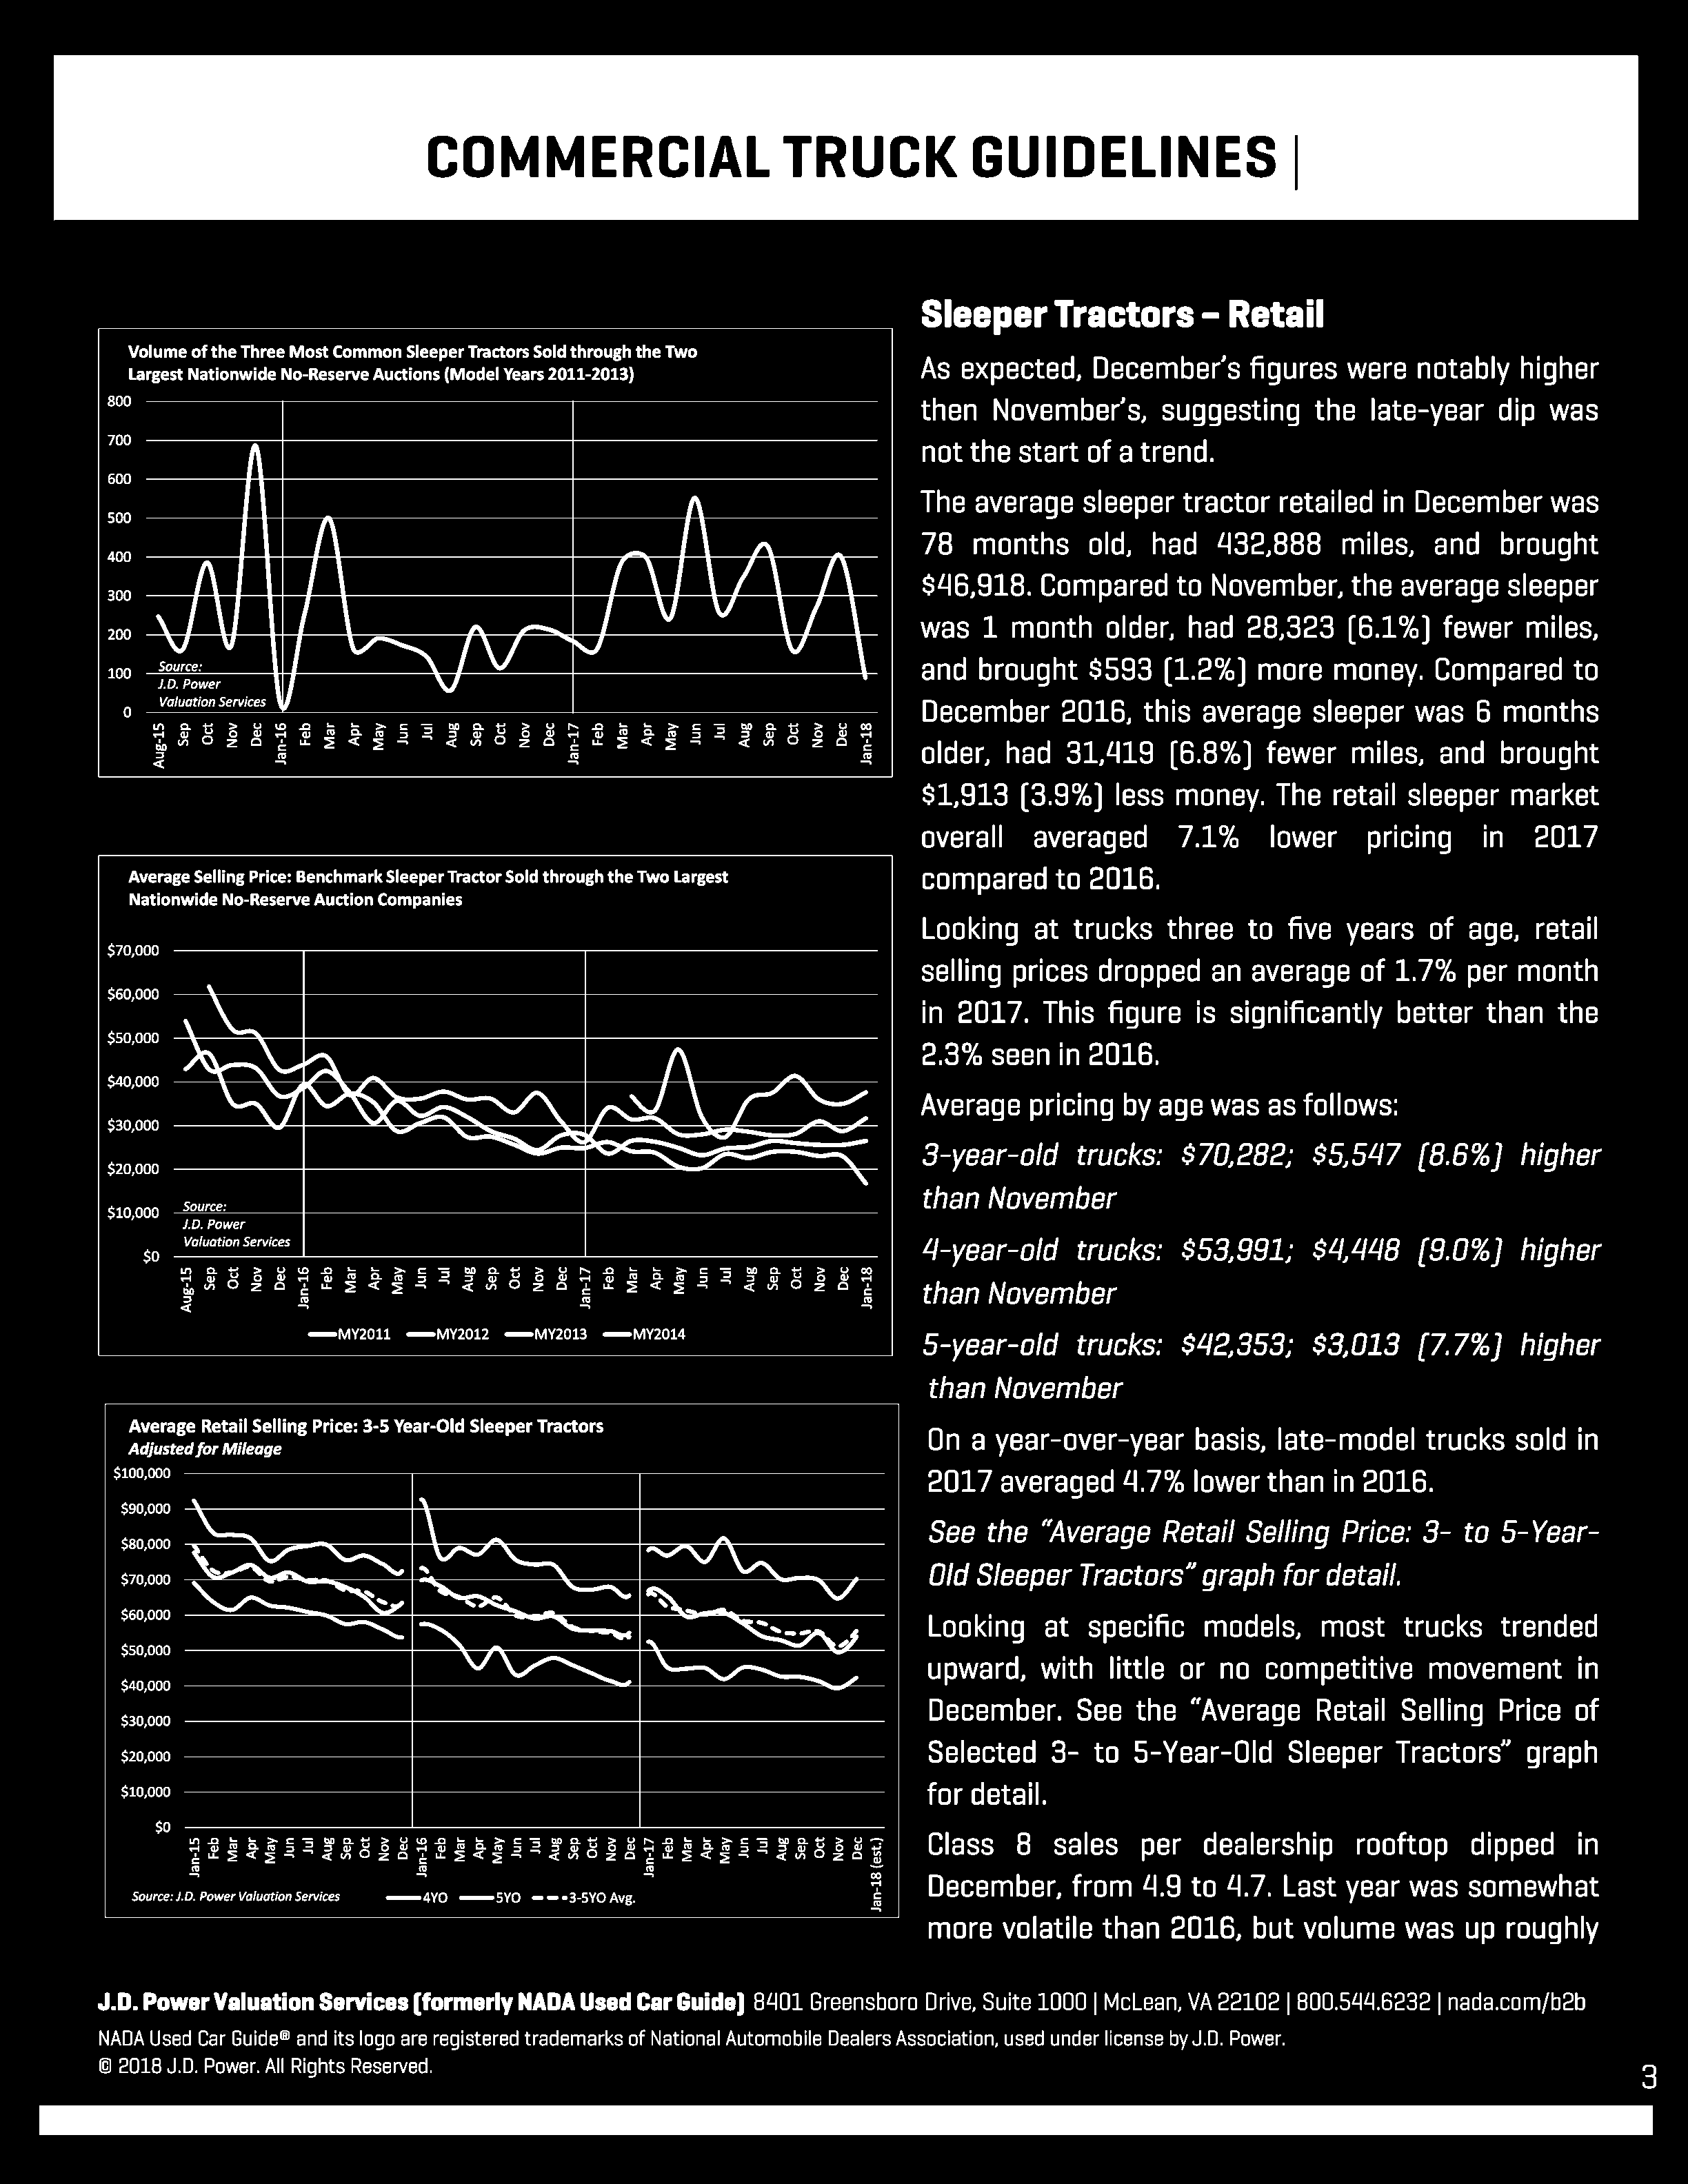 COMMERCIAL TRUCK GUIDELINES |
Volume of the Three Most Common Sleeper Tractors Sold through the Two
Largest Nationwide No-Reserve Auctions (Model Years 2011-2013)
800
700
600
500
400
300
200
100
0
Source:
J.D. Power
Valuation Services
Aug-15 Sep Oct Nov Dec Jan-16 Feb Mar Apr May Jun Jul Aug Sep Oct Nov Dec Jan-17 Feb Mar Apr May Jun Jul Aug Sep Oct Nov Dec Jan-18
Average Selling Price: Benchmark Sleeper Tractor Sold through the Two Largest
Nationwide No-Reserve Auction Companies
$70,000
$60,000
$50,000
$40,000
$30,000
$20,000
$10,000
$0
Source:
J.D. Power
Valuation Services
Aug-15 Sep Oct Nov Dec Jan-16 Feb Mar Apr May Jun Jul Aug Sep Oct Nov Dec Jan-17 Feb Mar Apr May Jun Jul Aug Sep Oct Nov Dec Jan-18
MY2011 MY2012 MY2013 MY2014
Average Retail Selling Price: 3-5 Year-Old Sleeper Tractors
Adjusted for Mileage
$100,000
$90,000
$80,000
$70,000
$60,000
$50,000
$40,000
$30,000
$20,000
$10,000
$0
Jan-15 Feb Mar Apr May Jun Jul Aug Sep Oct Nov Dec Jan-16 Feb Mar Apr May Jun Jul Aug Sep Oct Nov Dec Jan-17 Feb Mar Apr May Jun Jul Aug Sep Oct Nov Dec Jan-18 (est.)
Source: J.D. Power Valuation Services 4YO 5YO 3-5YO Avg.
Sleeper Tractors – Retail
As expected, December’s figures were notably higher
then November’s, suggesting the late-year dip was
not the start of a trend.
The average sleeper tractor retailed in December was
78 months old, had 432,888 miles, and brought
$46,918. Compared to November, the average sleeper
was 1 month older, had 28,323 (6.1%) fewer miles,
and brought $593 (1.2%) more money. Compared to
December 2016, this average sleeper was 6 months
older, had 31,419 (6.8%) fewer miles, and brought
$1,913 (3.9%) less money. The retail sleeper market
overall averaged 7.1% lower pricing in 2017
compared to 2016.
Looking at trucks three to five years of age, retail
selling prices dropped an average of 1.7% per month
in 2017. This figure is significantly better than the
2.3% seen in 2016.
Average pricing by age was as follows:
3-year-old trucks: $70,282; $5,547 (8.6%) higher
than November
4-year-old trucks: $53,991; $4,448 (9.0%) higher
than November
5-year-old trucks: $42,353; $3,013 (7.7%) higher
than November
On a year-over-year basis, late-model trucks sold in
2017 averaged 4.7% lower than in 2016.
See the “Average Retail Selling Price: 3- to 5-Year-
Old Sleeper Tractors” graph for detail.
Looking at specific models, most trucks trended
upward, with little or no competitive movement in
December. See the “Average Retail Selling Price of
Selected 3- to 5-Year-Old Sleeper Tractors” graph
for detail.
Class 8 sales per dealership rooftop dipped in
December, from 4.9 to 4.7. Last year was somewhat
more volatile than 2016, but volume was up roughly
J.D. Power Valuation Services (formerly NADA Used Car Guide) 8401 Greensboro Drive, Suite 1000 | McLean, VA 22102 | 800.544.6232 | nada.com/b2b
NADA Used Car Guide® and its logo are registered trademarks of National Automobile Dealers Association, used under license by J.D. Power.
© 2018 J.D. Power. All Rights Reserved.
3